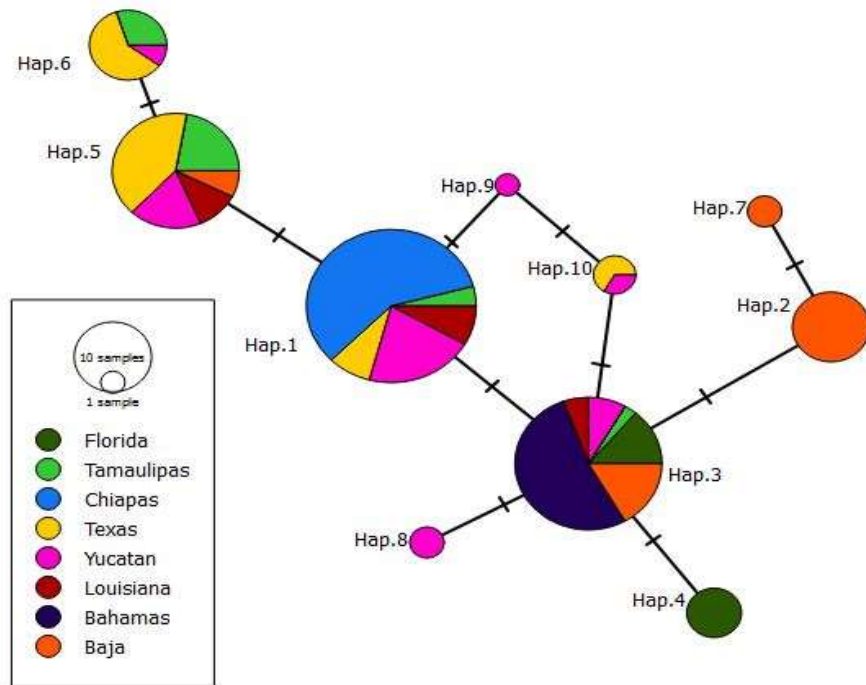 Hap.6
Hap.5
Hap.9
Hap.7
Hap.10
Hap.2
Hap.1
Hap.3
Hap.8
Hap.4
10 samples
1 sample
Florida
Tamaulipas
Chiapas
Texas
Yucatan
Louisiana
Bahamas
Baja